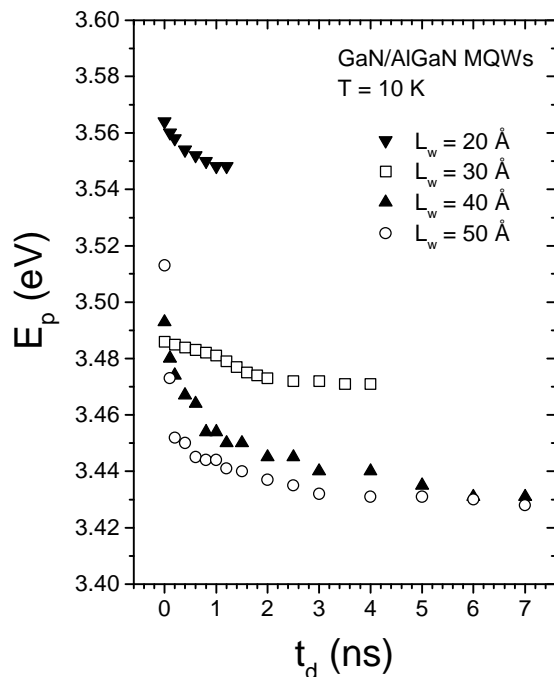 3.60
3.58
3.56
3.54
3.52
3.50
3.48
3.46
3.44
3.42
3.40
E_p (eV)
GaN/AlGaN MQWs
T = 10 K
L_w = 20 Å
L_w = 30 Å
L_w = 40 Å
L_w = 50 Å
0 1 2 3 4 5 6 7
t_d (ns)